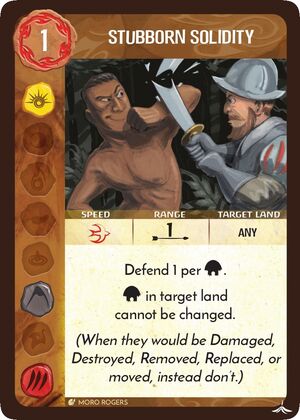 1
STUBBORN SOLIDITY
SPEED RANGE TARGET LAND
1 ANY
Defend 1 per .
in target land
cannot be changed.
(When they would be Damaged,
Destroyed, Removed, Replaced, or
moved, instead don't.)
MORO ROGERS